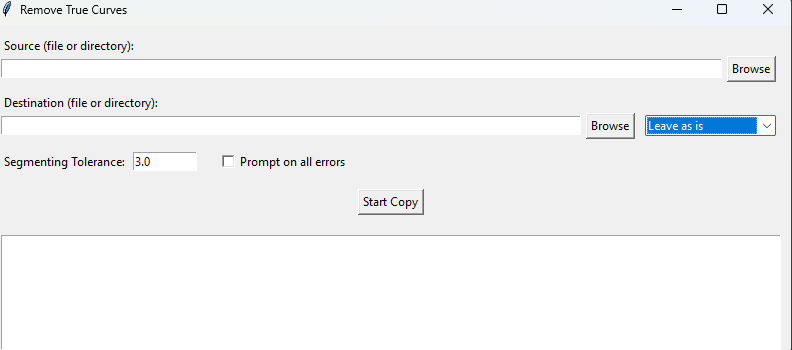 Remove True Curves
Source (file or directory):
Browse
Destination (file or directory):
Browse Leave as is
Segmenting Tolerance: 3.0 Prompt on all errors
Start Copy